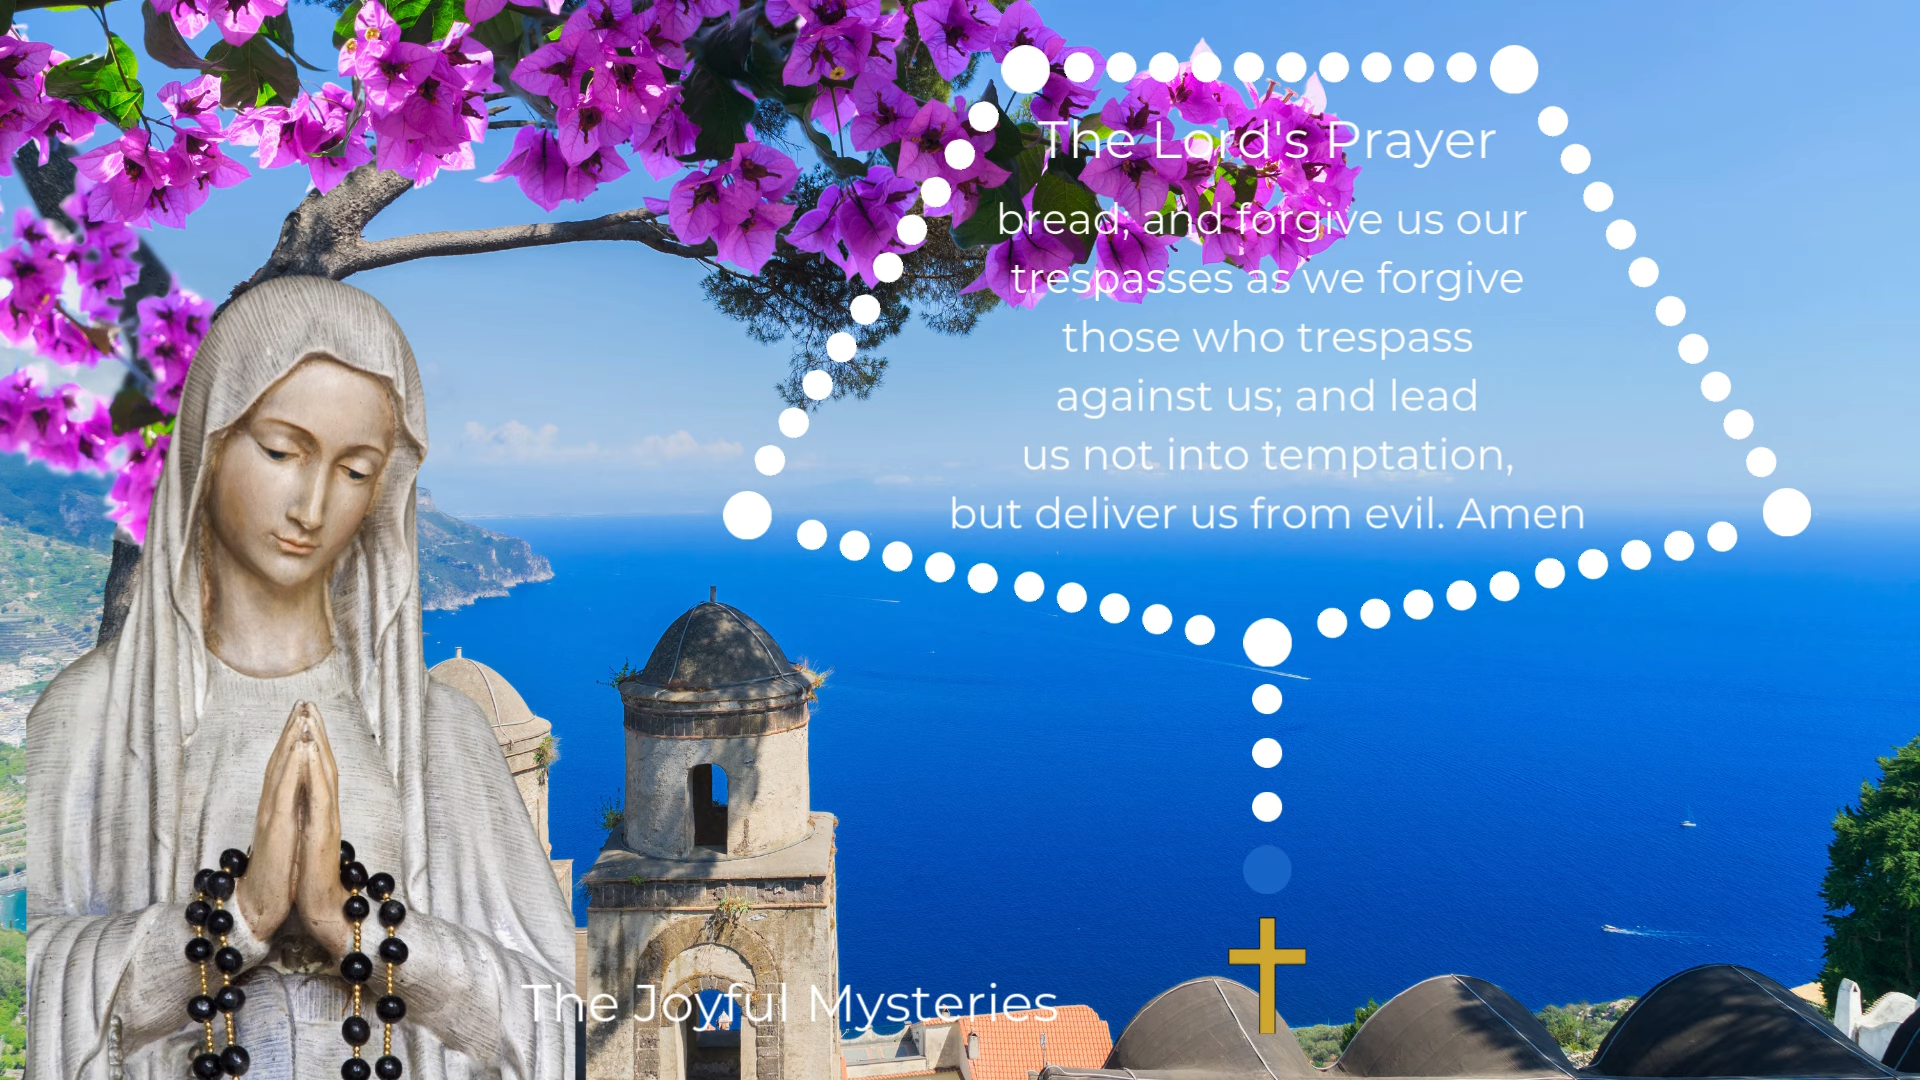 The Lord's Prayer
bread; and forgive us our
trespasses as we forgive
those who trespass
against us; and lead
us not into temptation,
but deliver us from evil. Amen
The Joyful Mysteries